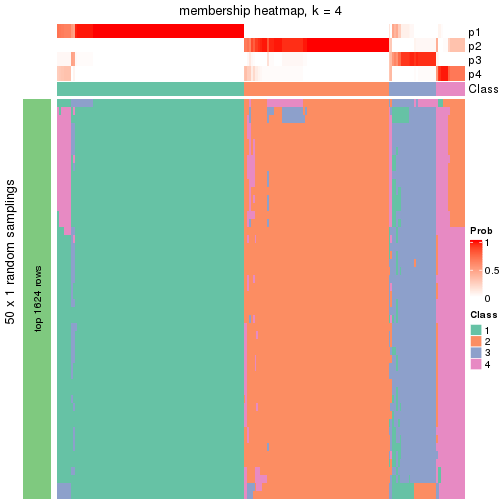 membership heatmap, k = 4
p1
p2
p3
p4
Class
50 x 1 random samplings
top 1624 rows
Prob
1
0.5
0
Class
1
2
3
4